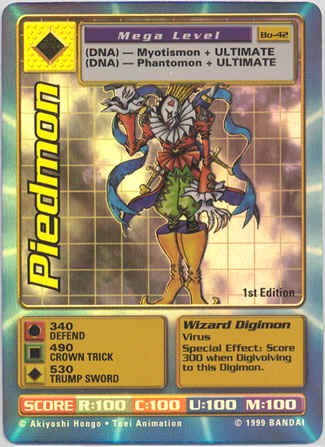 Mega Level
Bo-42
(DNA) — Myotismon + ULTIMATE
(DNA) — Phantomon + ULTIMATE
Piedmon
1st Edition
340
DEFEND
490
CROWN TRICK
530
TRUMP SWORD
Wizard Digimon
Virus
Special Effect: Score
300 when Digivolving
to this Digimon.
SCORE R:100 C:100 U:100 M:100
© Akiyoshi Hongo • Toei Animation © 1999 BANDAI